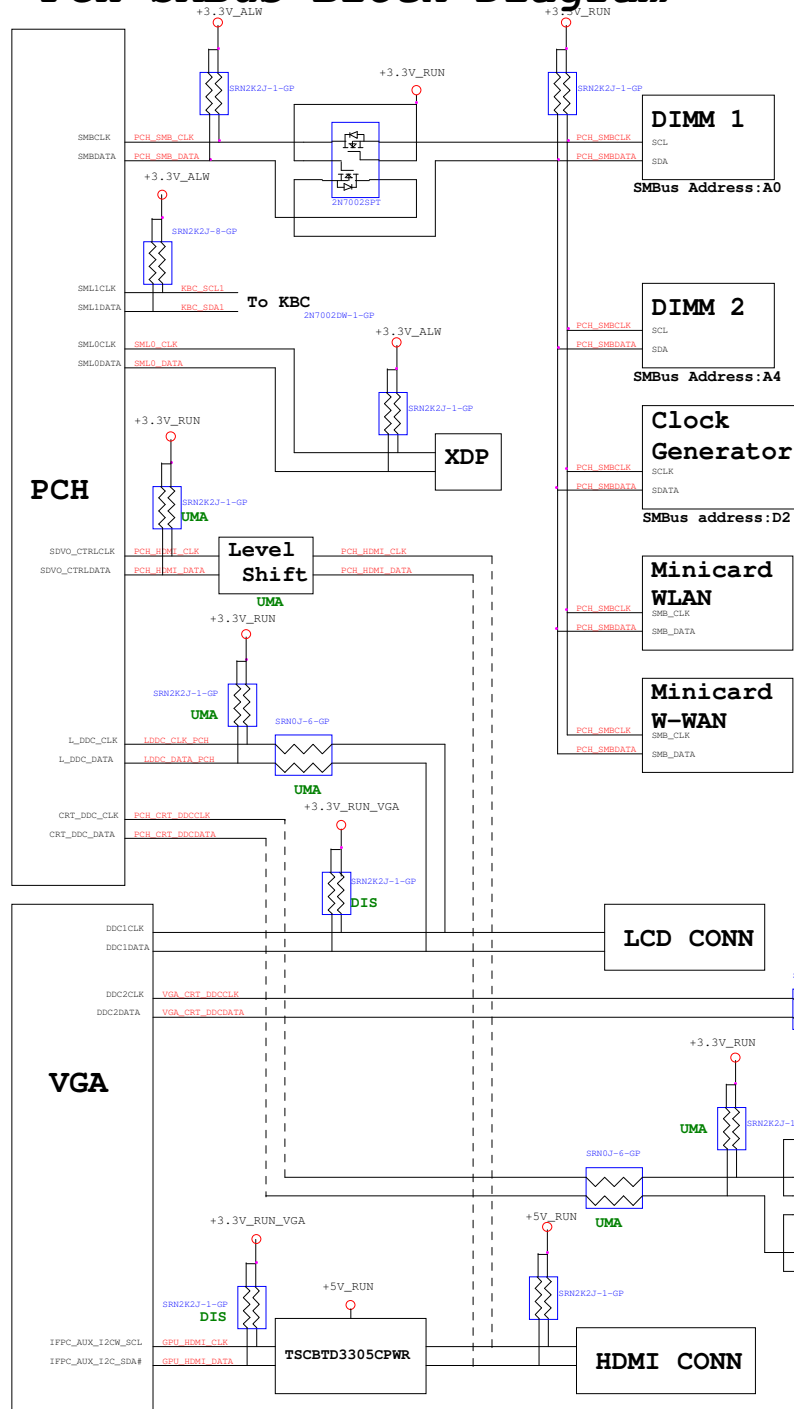 PCH SMBus Block Diagram
+3.3V_ALW
+3.3V_RUN
SRN2K2J-1-GP
+3.3V_RUN
SRN2K2J-1-GP
DIMM 1
SMBCLK
PCH_SMB_CLK
PCH_SMBCLK
SCL
SMBDATA
PCH_SMB_DATA
PCH_SMBDATA
SDA
+3.3V_ALW
2N7002SPT
SMBus Address:A0
SRN2K2J-8-GP
SML1CLK
KBC_SCL1
To KBC
SML1DATA
KBC_SDA1
2N7002DW-1-GP
DIMM 2
PCH_SMBCLK
SCL
PCH_SMBDATA
SDA
SMBus Address:A4
+3.3V_ALW
SML0CLK
SML0_CLK
SML0DATA
SML0_DATA
SRN2K2J-1-GP
XDP
Clock
Generator
PCH_SMBCLK
SCLK
PCH_SMBDATA
SDATA
SMBus address:D2
+3.3V_RUN
PCH
SRN2K2J-1-GP
UMA
SDVO_CTRLCLK
PCH_HDMI_CLK
Level
Shift
PCH_HDMI_CLK
SDVO_CTRLDATA
PCH_HDMI_DATA
PCH_HDMI_DATA
UMA
Minicard
WLAN
PCH_SMBCLK
SMB_CLK
PCH_SMBDATA
SMB_DATA
+3.3V_RUN
SRN2K2J-1-GP
UMA
SRN0J-6-GP
Minicard
W-WAN
PCH_SMBCLK
SMB_CLK
PCH_SMBDATA
SMB_DATA
L_DDC_CLK
LDDC_CLK_PCH
L_DDC_DATA
LDDC_DATA_PCH
UMA
+3.3V_RUN_VGA
CRT_DDC_CLK
PCH_CRT_DDCCLK
CRT_DDC_DATA
PCH_CRT_DDCDATA
SRN2K2J-1-GP
DIS
DDC1CLK
DDC1DATA
LCD CONN
DDC2CLK
VGA_CRT_DDCCLK
DDC2DATA
VGA_CRT_DDCDATA
VGA
+3.3V_RUN
UMA
SRN2K2J-1
SRN0J-6-GP
UMA
+3.3V_RUN_VGA
+5V_RUN
+5V_RUN
SRN2K2J-1-GP
DIS
SRN2K2J-1-GP
IFPC_AUX_I2CW_SCL
GPU_HDMI_CLK
IFPC_AUX_I2C_SDA#
GPU_HDMI_DATA
TSCBTD3305CPWR
HDMI CONN